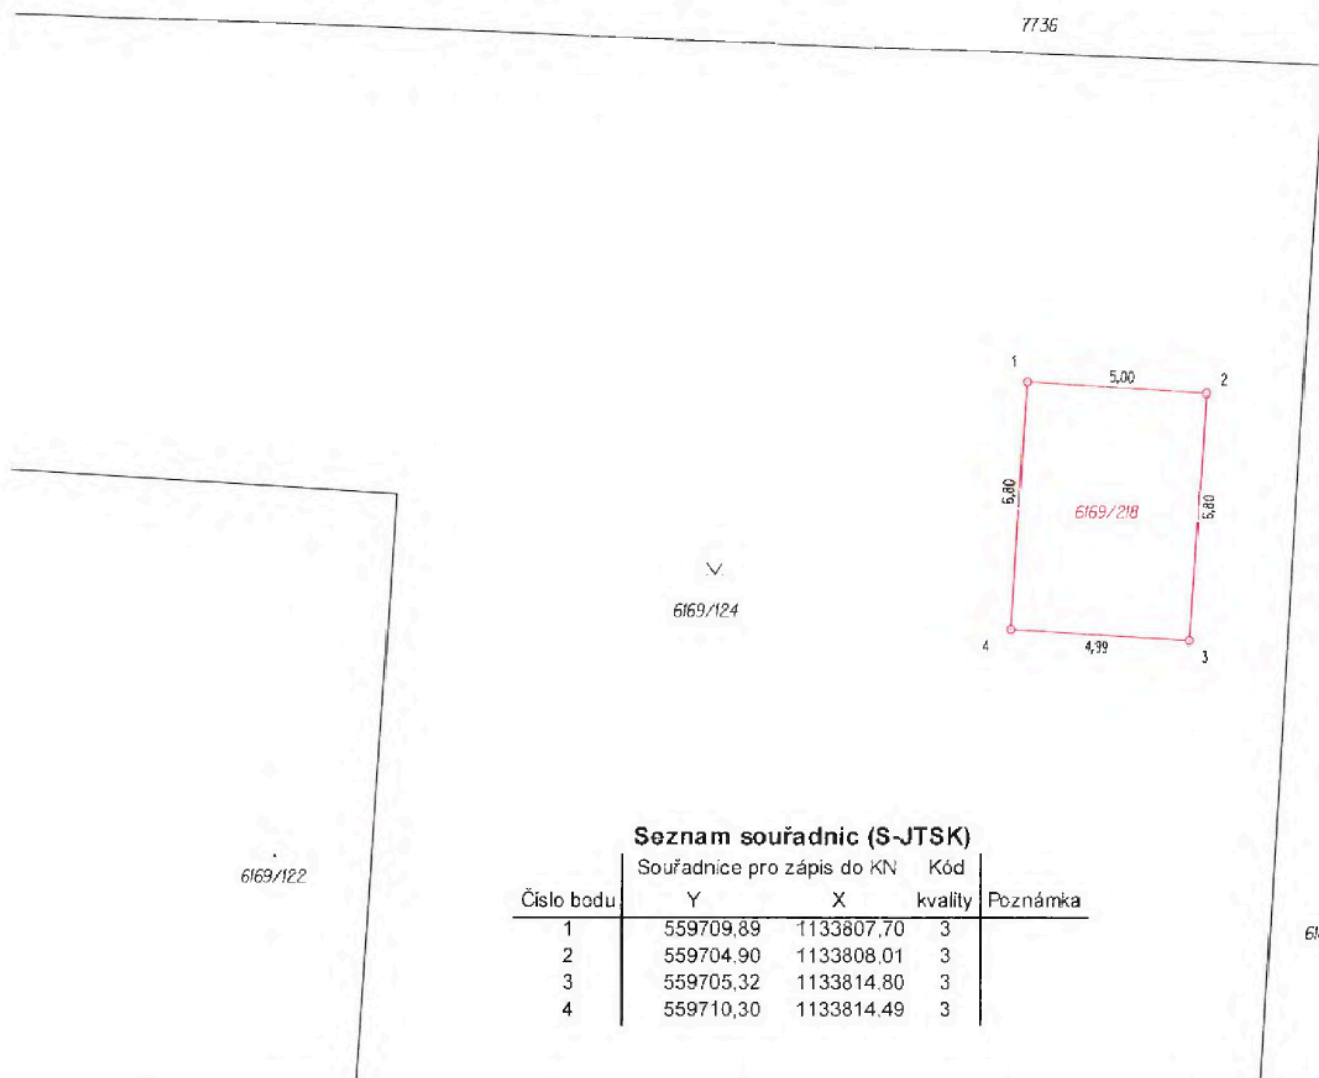 7736
1
5,00
2
6,80
6169/218
6,80
6169/124
4
4,99
3
Seznam souřadnic (S-JTSK)
Souřadnice pro zápis do KN Kód
Číslo bodu Y X kvality Poznámka
1 559709,89 1133807,70 3
2 559704,90 1133808,01 3
3 559705,32 1133814,80 3
4 559710,30 1133814,49 3
6169/122